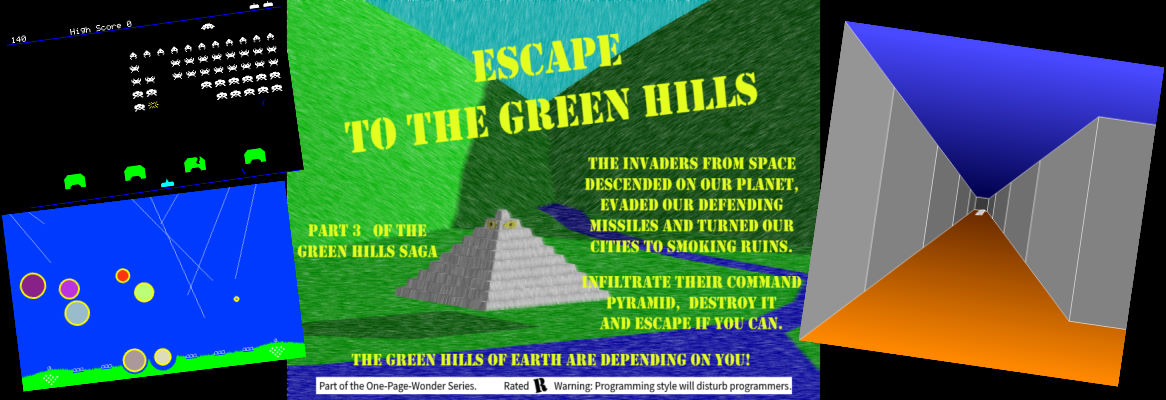 140 High Score 0
ESCAPE
TO THE GREEN HILLS
THE INVADERS FROM SPACE
DESCENDED ON OUR PLANET,
EVADED OUR DEFENDING
MISSILES AND TURNED OUR
CITIES TO SMOKING RUINS.
PART 3 OF THE
GREEN HILLS SAGA
INFILTRATE THEIR COMMAND
PYRAMID, DESTROY IT
AND ESCAPE IF YOU CAN.
THE GREEN HILLS OF EARTH ARE DEPENDING ON YOU!
Part of the One-Page-Wonder Series. Rated R Warning: Programming style will disturb programmers.